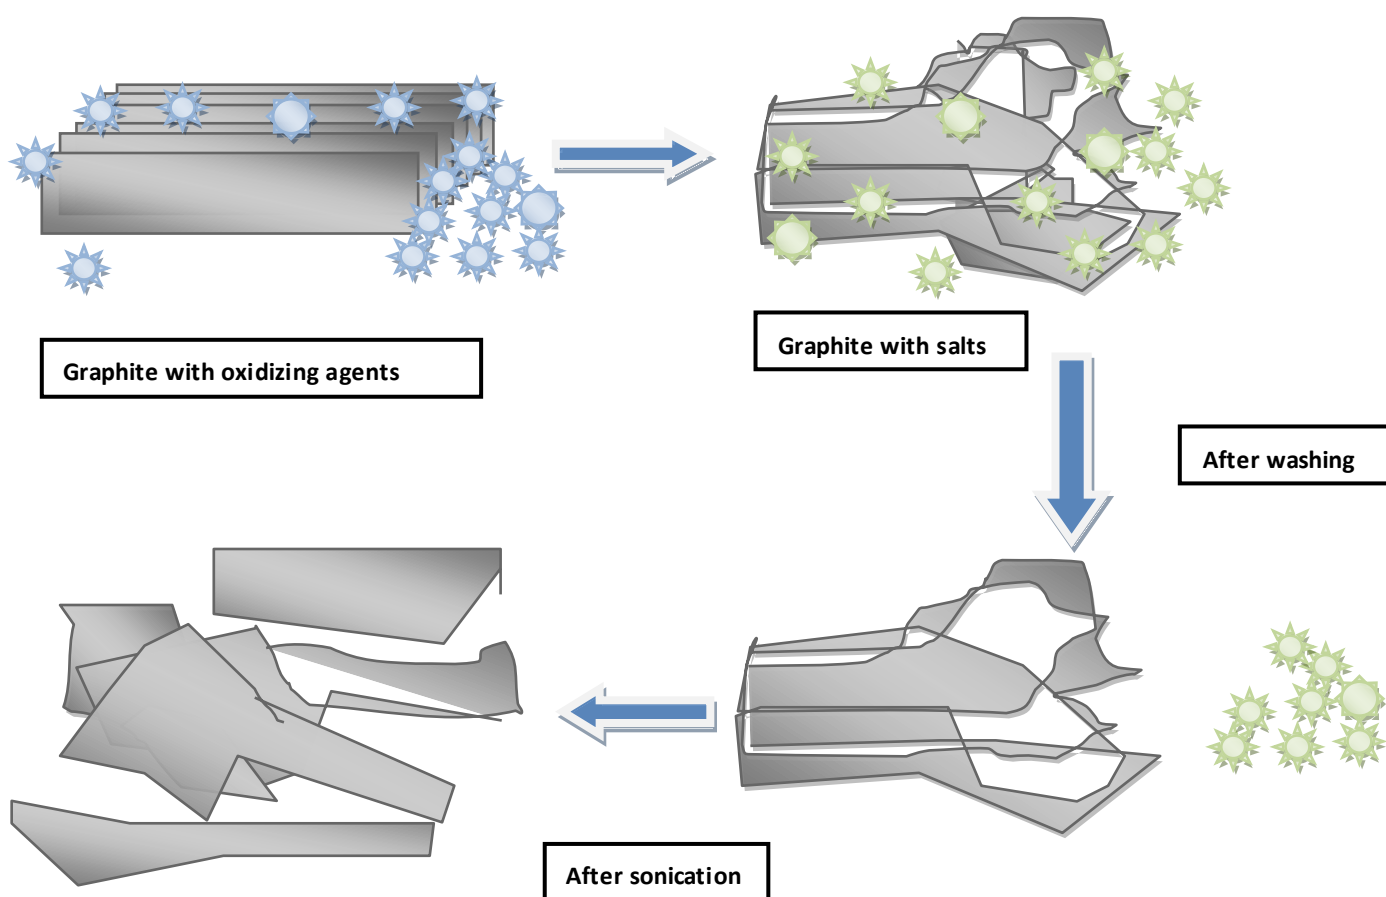 Graphite with oxidizing agents
Graphite with salts
After washing
After sonication